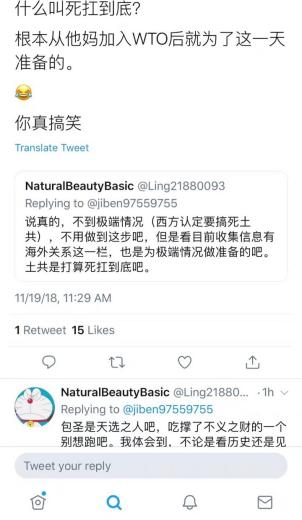 什么叫死扛到底?
根本从他妈加入WTO后就为了这一天
准备的。
😂
你真搞笑
Translate Tweet
NaturalBeautyBasic @Ling21880093
Replying to @jiben97559755
说真的，不到极端情况（西方认定要搞死土
共），不用做到这步吧，但是看目前收集信息有
海外关系这一栏，也是为极端情况做准备的吧。
土共是打算死扛到底吧。
11/19/18, 11:29 AM
1 Retweet 15 Likes
NaturalBeautyBasic @Ling21880... · 1h
Replying to @jiben97559755
包圣是天选之人吧，吃撑了不义之财的一个
别想跑吧。我体会到，不论是看历史还是见
Tweet your reply